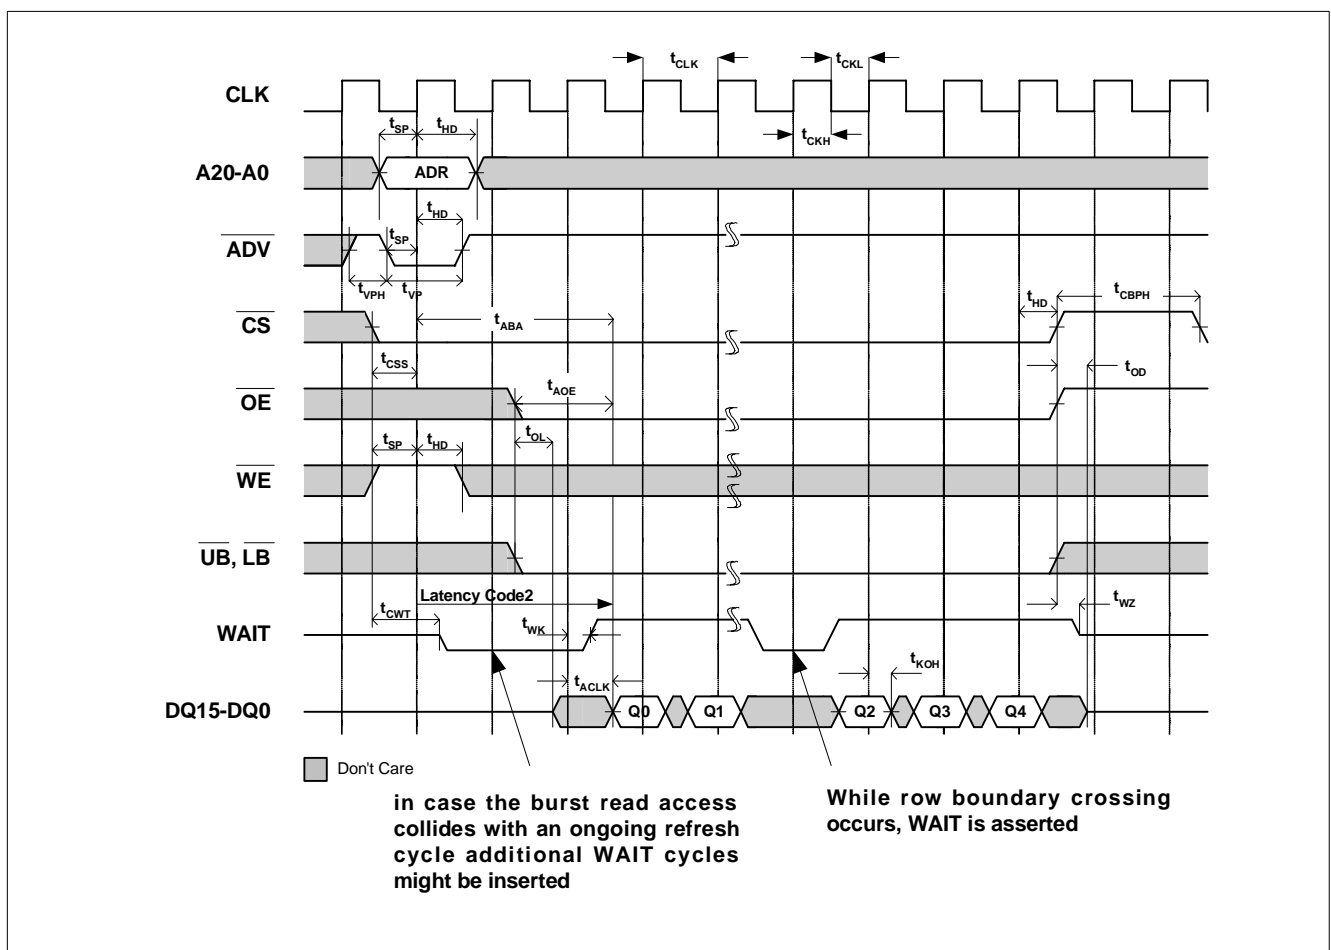 tCLK
tCKL
CLK
tSP
tHD
tCKH
A20-A0
ADR
tHD
ADV
tSP
tVPH
tVP
tHD
tCBPH
CS
tABA
tCSS
tOD
OE
tAOE
tSP
tHD
tOL
WE
UB, LB
Latency Code2
tCWT
tWZ
WAIT
tWK
tKOH
tACLK
DQ15-DQ0
Q0
Q1
Q2
Q3
Q4
Don't Care
in case the burst read access
collides with an ongoing refresh
cycle additional WAIT cycles
might be inserted
While row boundary crossing
occurs, WAIT is asserted